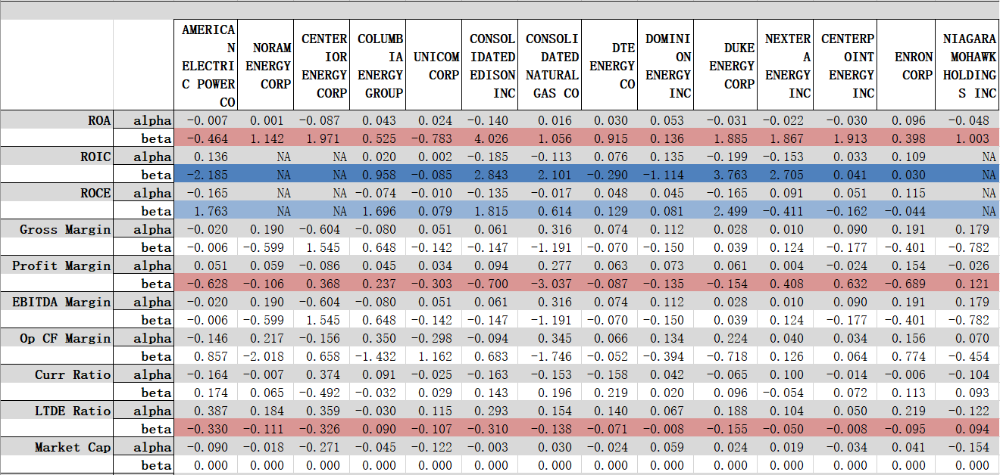 AMERICAN ELECTRIC POWER CO NORAM ENERGY CORP CENTERIOR ENERGY CORP COLUMBIA ENERGY GROUP UNICOM CORP CONSOLIDATED EDISON INC CONSOLIDATED NATURAL GAS CO DTE ENERGY CO DOMINION ENERGY INC DUKE ENERGY CORP NEXTERA ENERGY INC CENTERPOINT ENERGY INC ENRON CORP NIAGARA MOHAWK HOLDINGS INC
ROA alpha -0.007 0.001 -0.087 0.043 0.024 -0.140 0.016 0.030 0.053 -0.031 -0.022 -0.030 0.096 -0.048
beta -0.464 1.142 1.971 0.525 -0.783 4.026 1.056 0.915 0.136 1.885 1.867 1.913 0.398 1.003
ROIC alpha 0.136 NA NA 0.020 0.002 -0.185 -0.113 0.076 0.135 -0.199 -0.153 0.033 0.109 NA
beta -2.185 NA NA 0.958 -0.085 2.843 2.101 -0.290 -1.114 3.763 2.705 0.041 0.030 NA
ROCE alpha -0.165 NA NA -0.074 -0.010 -0.135 -0.017 0.048 0.045 -0.165 0.091 0.051 0.115 NA
beta 1.763 NA NA 1.696 0.079 1.815 0.614 0.129 0.081 2.499 -0.411 -0.162 -0.044 NA
Gross Margin alpha -0.020 0.190 -0.604 -0.080 0.051 0.061 0.316 0.074 0.112 0.028 0.010 0.090 0.191 0.179
beta -0.006 -0.599 1.545 0.648 -0.142 -0.147 -1.191 -0.070 -0.150 0.039 0.124 -0.177 -0.401 -0.782
Profit Margin alpha 0.051 0.059 -0.086 0.045 0.034 0.094 0.277 0.063 0.073 0.061 0.004 -0.024 0.154 -0.026
beta -0.628 -0.106 0.368 0.237 -0.303 -0.700 -3.037 -0.087 -0.135 -0.154 0.408 0.632 -0.689 0.121
EBITDA Margin alpha -0.020 0.190 -0.604 -0.080 0.051 0.061 0.316 0.074 0.112 0.028 0.010 0.090 0.191 0.179
beta -0.006 -0.599 1.545 0.648 -0.142 -0.147 -1.191 -0.070 -0.150 0.039 0.124 -0.177 -0.401 -0.782
Op CF Margin alpha -0.146 0.217 -0.156 0.350 -0.298 -0.094 0.345 0.066 0.134 0.224 0.040 0.034 0.156 0.070
beta 0.857 -2.018 0.658 -1.432 1.162 0.683 -1.746 -0.052 -0.394 -0.718 0.126 0.064 0.774 -0.454
Curr Ratio alpha -0.164 -0.007 0.374 0.091 -0.025 -0.163 -0.153 -0.158 0.042 -0.065 0.100 -0.014 -0.006 -0.104
beta 0.174 0.065 -0.492 -0.032 0.029 0.143 0.196 0.219 0.020 0.096 -0.054 0.072 0.113 0.093
LTDE Ratio alpha 0.387 0.184 0.359 -0.030 0.115 0.293 0.154 0.140 0.067 0.188 0.104 0.050 0.219 -0.122
beta -0.330 -0.111 -0.326 0.090 -0.107 -0.310 -0.138 -0.071 -0.008 -0.155 -0.050 -0.008 -0.095 0.094
Market Cap alpha -0.090 -0.018 -0.271 -0.045 -0.122 -0.003 0.030 -0.024 0.059 0.024 0.019 -0.034 0.041 -0.154
beta 0.000 0.000 0.000 0.000 0.000 0.000 0.000 0.000 0.000 0.000 0.000 0.000 0.000 0.000